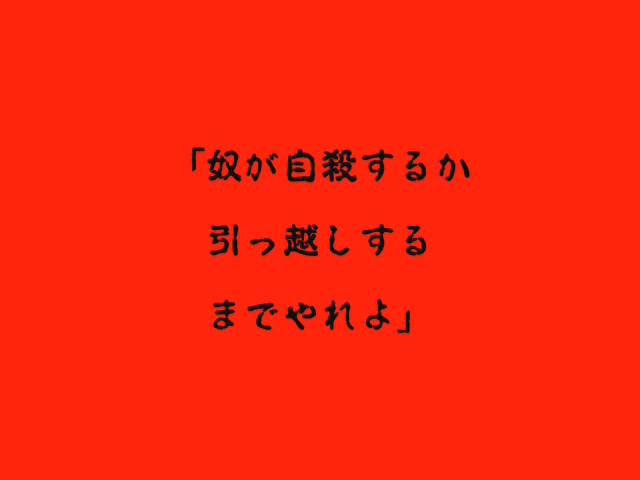 「奴が自殺するか
引っ越しする
までやれよ」